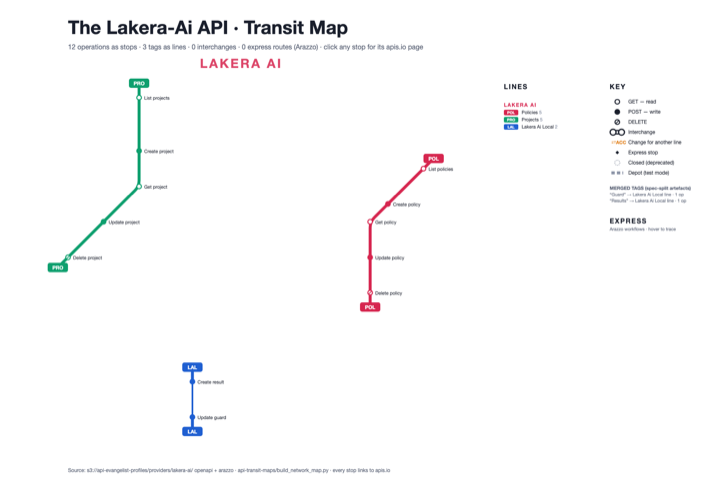 The Lakera-Ai API · Transit Map
12 operations as stops · 3 tags as lines · 0 interchanges · 0 express routes (Arazzo) · click any stop for its apis.io page
LAKERA AI
PRO
List projects
Create project
Get project
Update project
Delete project
PRO
POL
List policies
Create policy
Get policy
Update policy
Delete policy
POL
LAL
Create result
Update guard
LAL
LINES
LAKERA AI
POL Policies 5
PRO Projects 5
LAL Lakera Ai Local 2
KEY
GET — read
POST — write
DELETE
Interchange
Change for another line
Express stop
Closed (deprecated)
Depot (test mode)
MERGED TAGS (spec-split artefacts)
"Guard" → Lakera Ai Local line · 1 op
"Results" → Lakera Ai Local line · 1 op
EXPRESS
Arazzo workflows · hover to trace
Source: s3://api-evangelist-profiles/providers/lakera-ai/ openapi + arazzo · api-transit-maps/build_network_map.py · every stop links to apis.io